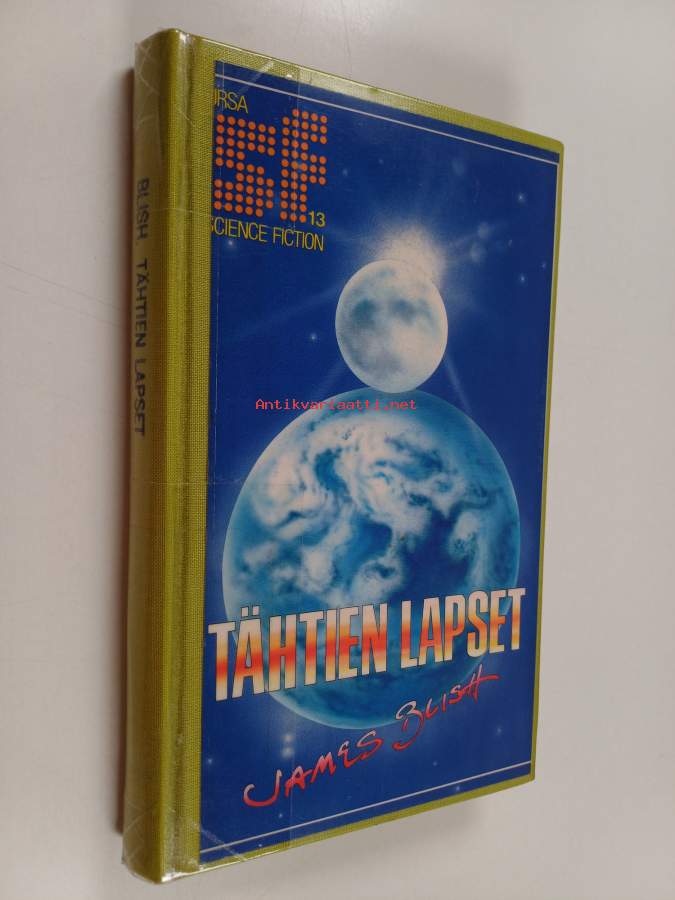 BLISH. TÄHTIEN LAPSET
URSA
SF
13
SCIENCE FICTION
Antikvariaatti.net
TÄHTIEN LAPSET
JAMES BLISH